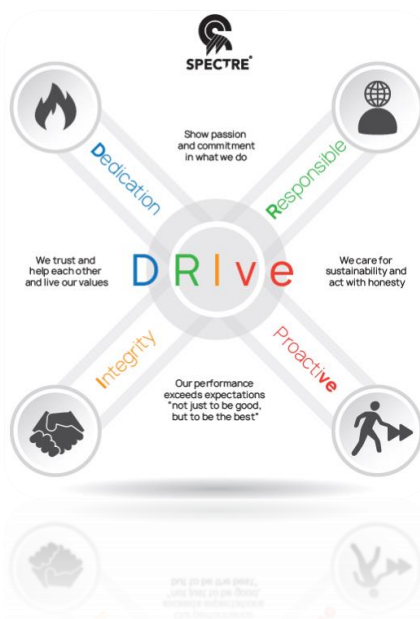 SPECTRE®
Show passion
and commitment
in what we do
Dedication
Responsible
We trust and
help each other
and live our values
DRIve
We care for
sustainability and
act with honesty
Integrity
Proactive
Our performance
exceeds expectations
"not just to be good,
but to be the best"